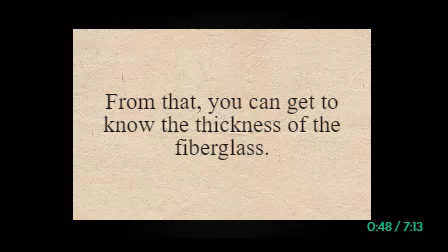 From that, you can get to
know the thickness of the
fiberglass.
0:48 / 7:13